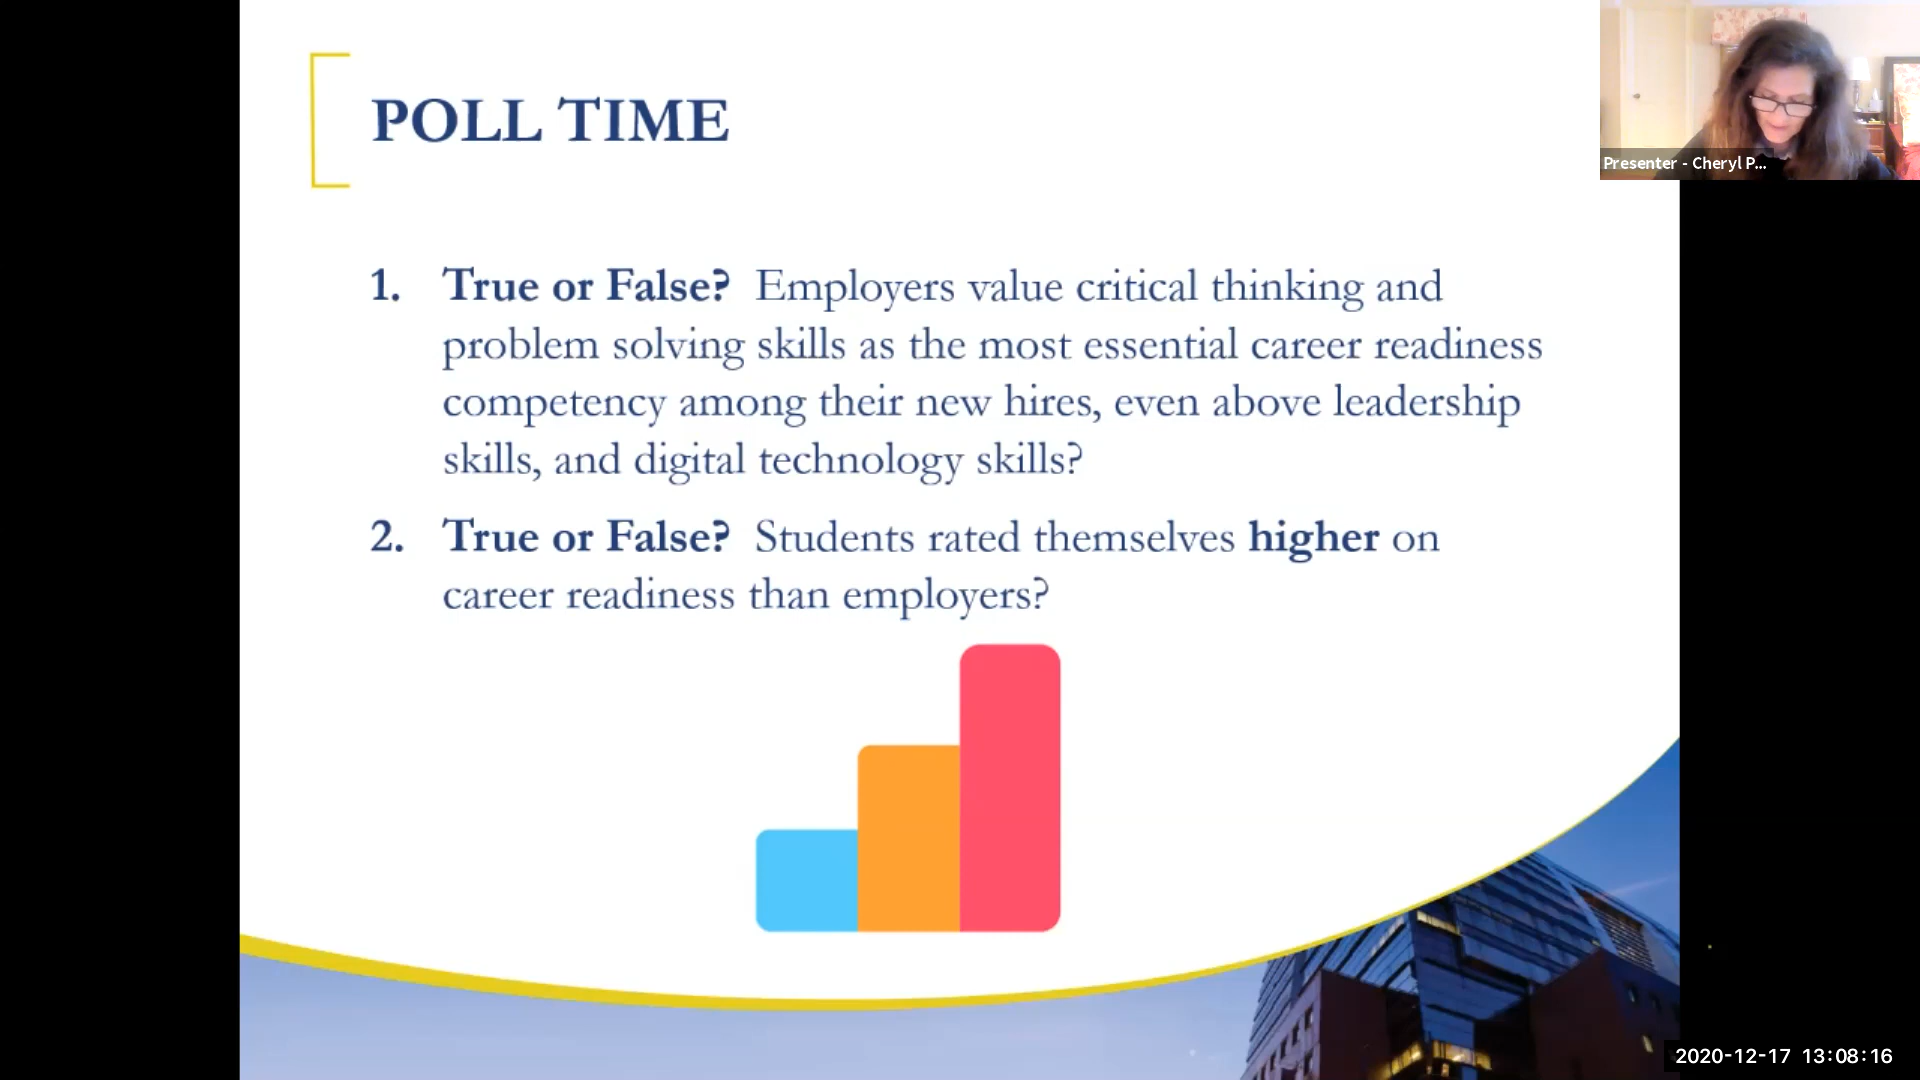 POLL TIME
Presenter - Cheryl P...
1. True or False? Employers value critical thinking and
problem solving skills as the most essential career readiness
competency among their new hires, even above leadership
skills, and digital technology skills?
2. True or False? Students rated themselves higher on
career readiness than employers?
2020-12-17 13:08:16